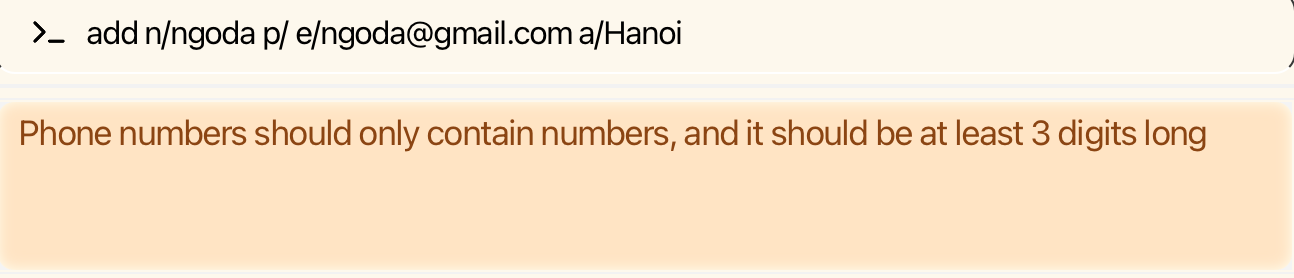 >_ add n/ngoda p/ e/ngoda@gmail.com a/Hanoi
Phone numbers should only contain numbers, and it should be at least 3 digits long